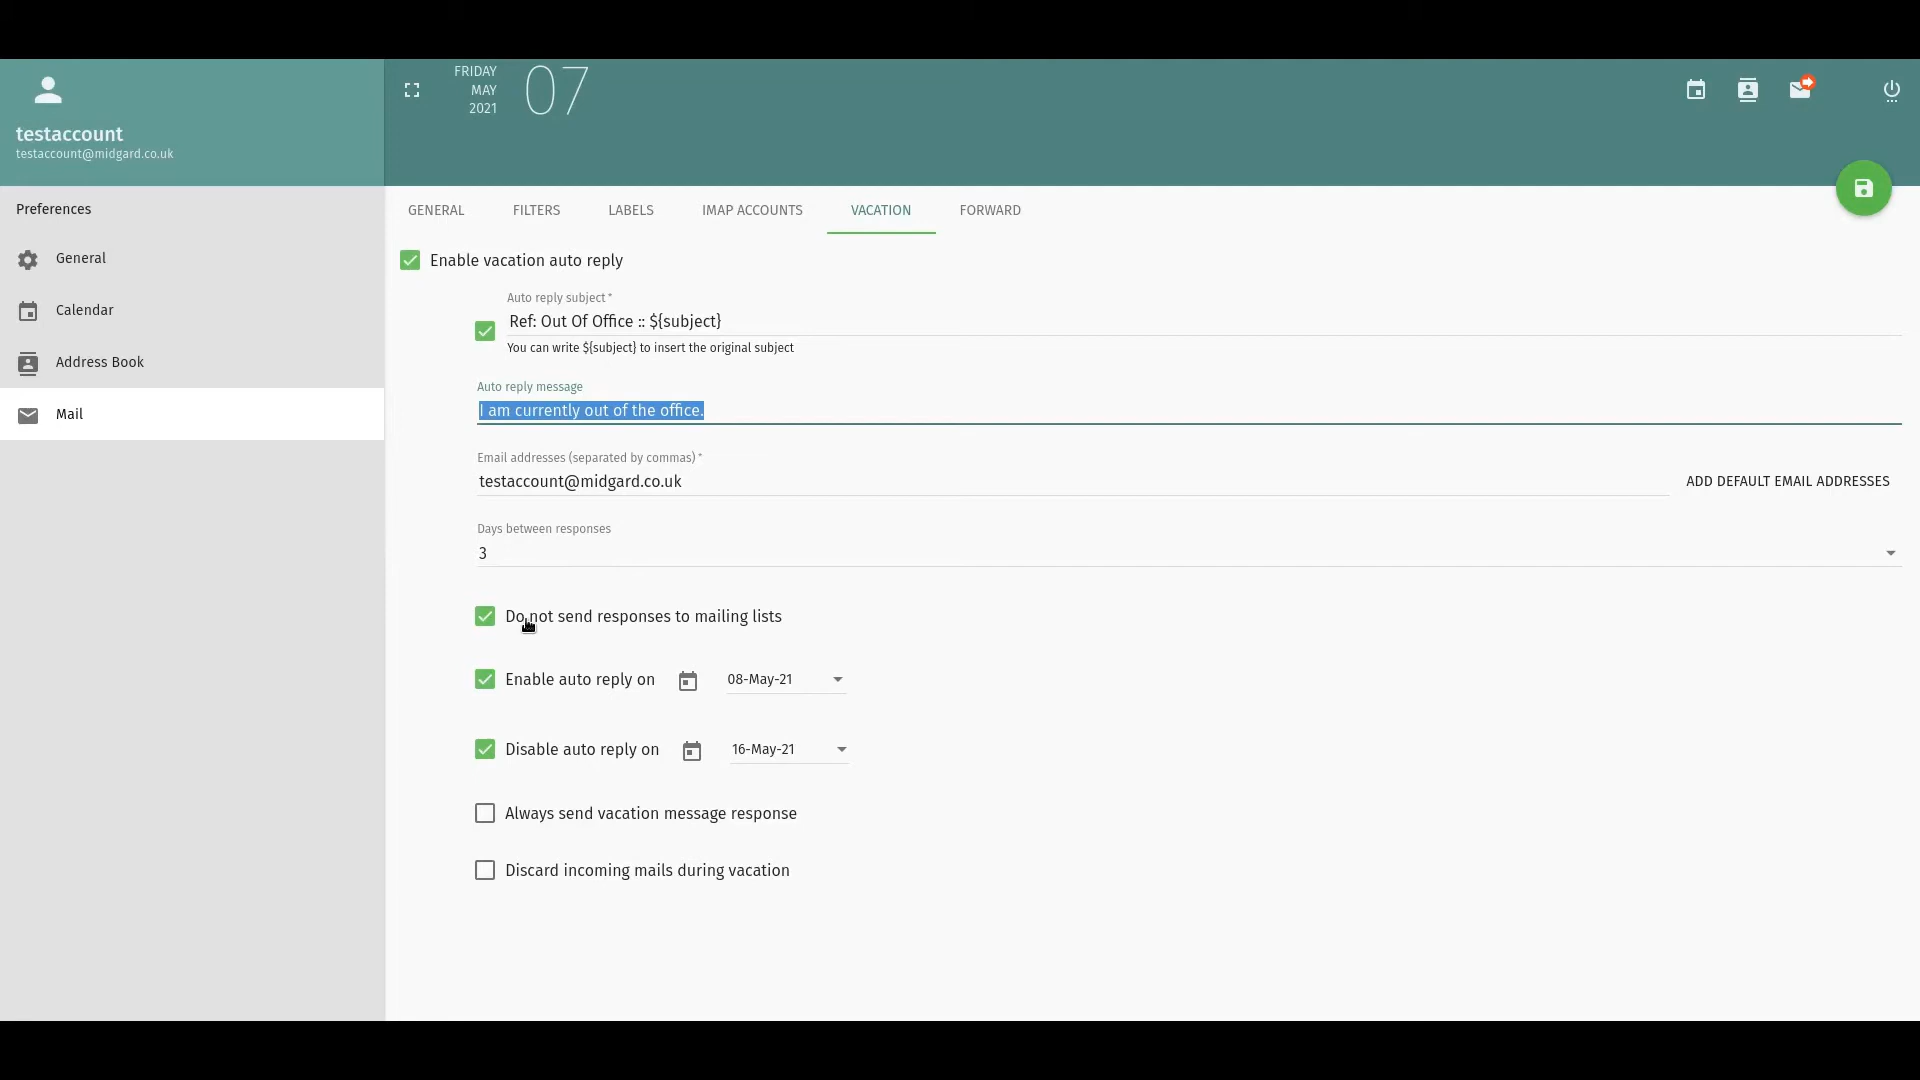 FRIDAY
MAY
2021
07
testaccount
testaccount@midgard.co.uk
Preferences
General
Calendar
Address Book
Mail
GENERAL
FILTERS
LABELS
IMAP ACCOUNTS
VACATION
FORWARD
Enable vacation auto reply
Auto reply subject *
Ref: Out Of Office :: ${subject}
You can write ${subject} to insert the original subject
Auto reply message
I am currently out of the office.
Email addresses (separated by commas) *
testaccount@midgard.co.uk
ADD DEFAULT EMAIL ADDRESSES
Days between responses
3
Do not send responses to mailing lists
Enable auto reply on
08-May-21
Disable auto reply on
16-May-21
Always send vacation message response
Discard incoming mails during vacation